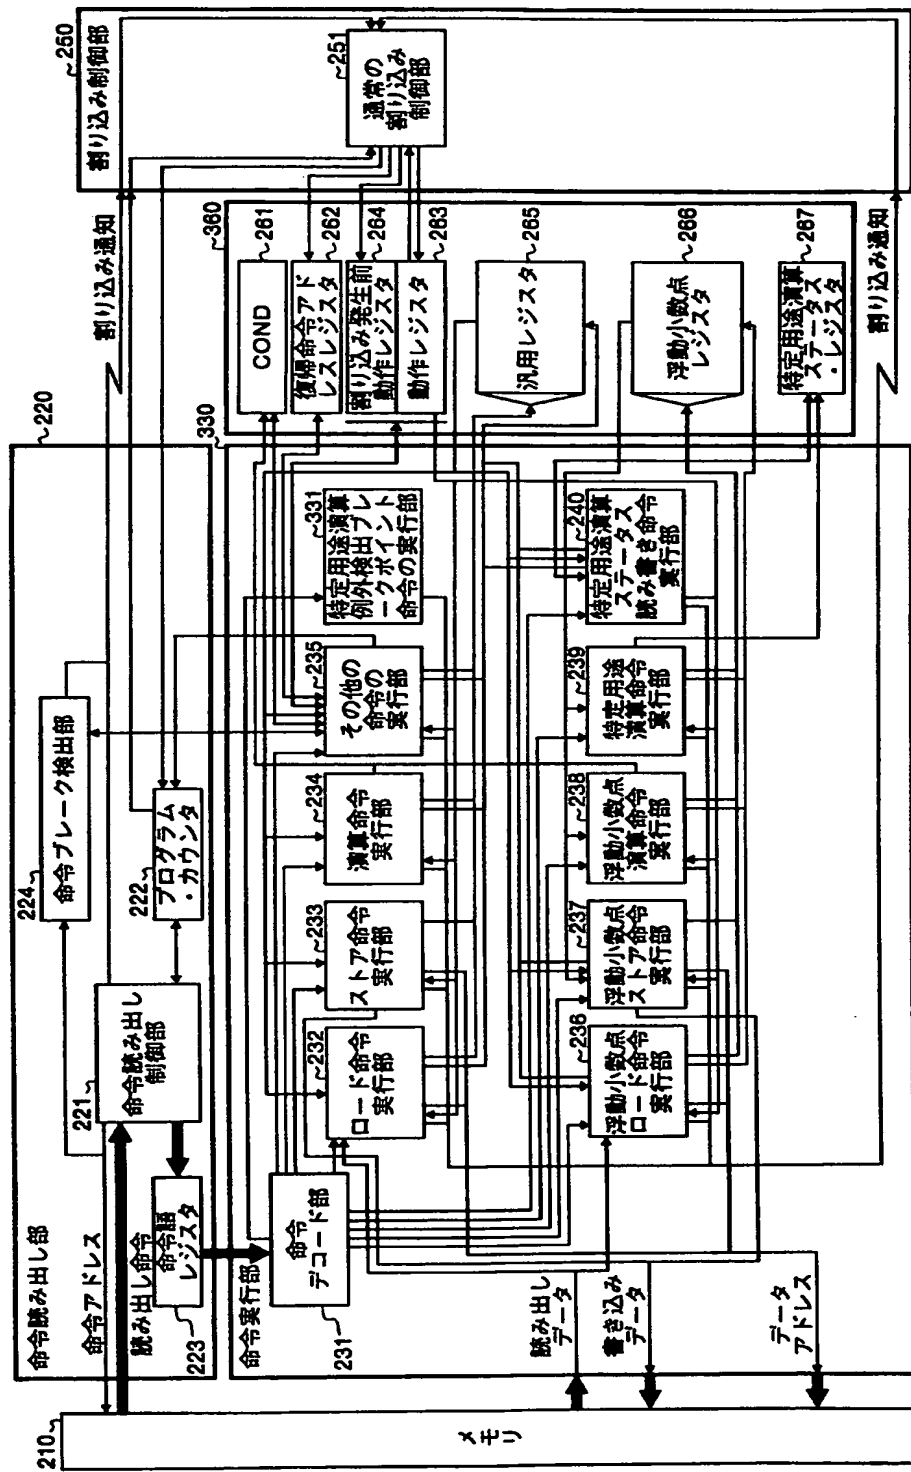 210
メモリ
220
命令読み出し部
命令アドレス
読み出し命令
223
命令語
レジスタ
221
命令読み出し
制御部
222
プログラム
・カウンタ
224
命令ブレーク検出部
割り込み通知
250
割り込み制御部
251
通常の
割り込み
制御部
330
命令実行部
231
命令
デコード部
232
ロード命令
実行部
233
ストア命令
実行部
234
演算命令
実行部
235
その他の
命令の
実行部
331
特定用途演算
例外検出ブレ
ークポイント
命令の実行部
236
浮動小数点
ロード命令
実行部
237
浮動小数点
ストア命令
実行部
238
浮動小数点
演算命令
実行部
239
特定用途
演算命令
実行部
240
特定用途演算
ステータス
読み書き命令
実行部
360
261
COND
262
復帰命令アド
レスレジスタ
264
割り込み発生前
動作レジスタ
263
動作レジスタ
265
汎用レジスタ
266
浮動小数点
レジスタ
267
特定用途演算
ステータス
・レジスタ
割り込み通知
読み出し
データ
書き込み
データ
データ
アドレス